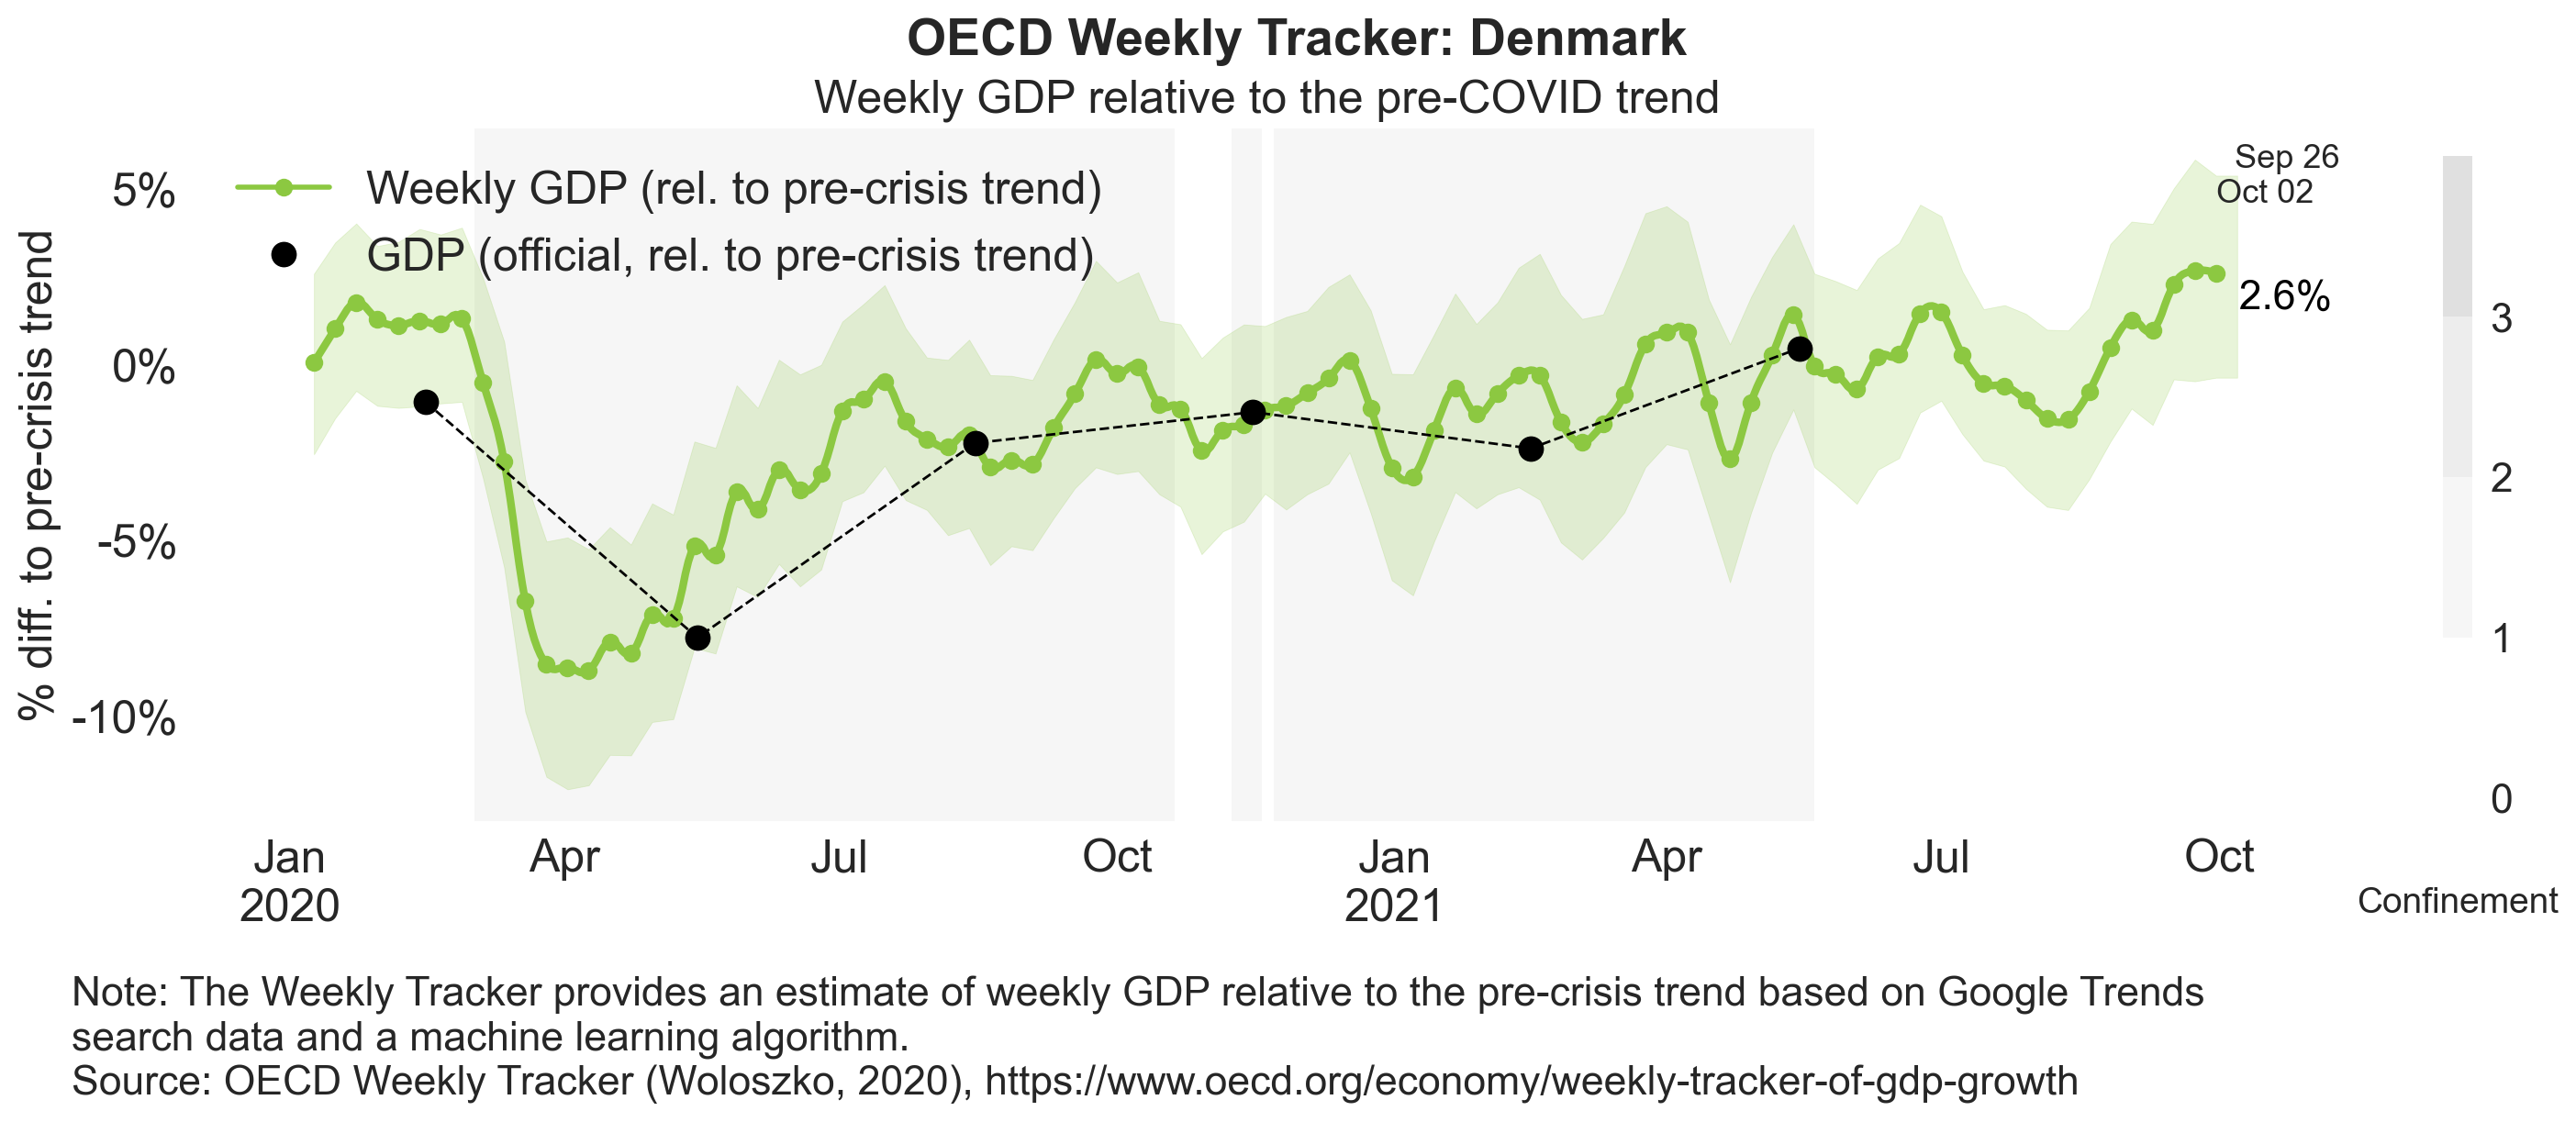 OECD Weekly Tracker: Denmark
Weekly GDP relative to the pre-COVID trend
% diff. to pre-crisis trend
5%
0%
-5%
-10%
Weekly GDP (rel. to pre-crisis trend)
GDP (official, rel. to pre-crisis trend)
Sep 26
Oct 02
2.6%
3
2
1
0
Confinement
Jan Apr Jul Oct Jan Apr Jul Oct
2020 2021
Note: The Weekly Tracker provides an estimate of weekly GDP relative to the pre-crisis trend based on Google Trends
search data and a machine learning algorithm.
Source: OECD Weekly Tracker (Woloszko, 2020), https://www.oecd.org/economy/weekly-tracker-of-gdp-growth